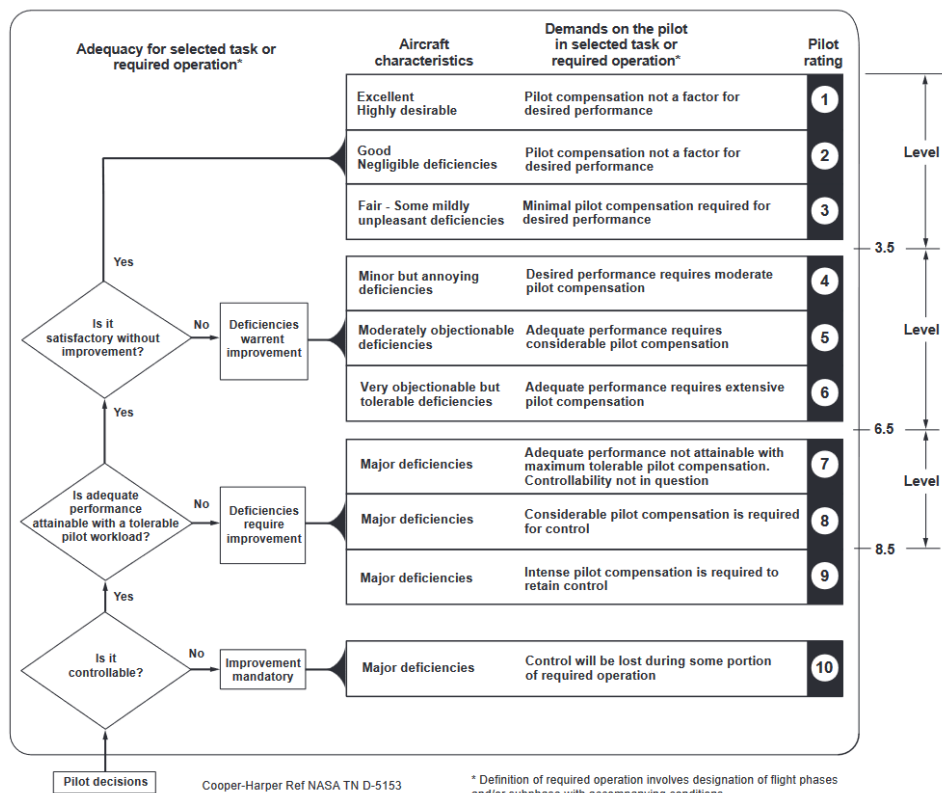 Adequacy for selected task or
required operation*
Aircraft
characteristics
Demands on the pilot
in selected task or
required operation*
Pilot
rating
Excellent
Highly desirable
Pilot compensation not a factor for
desired performance
1
Good
Negligible deficiencies
Pilot compensation not a factor for
desired performance
2
Level
Fair - Some mildly
unpleasant deficiencies
Minimal pilot compensation required for
desired performance
3
3.5
Yes
Is it
satisfactory without
improvement?
No
Deficiencies
warrent
improvement
Minor but annoying
deficiencies
Desired performance requires moderate
pilot compensation
4
Moderately objectionable
deficiencies
Adequate performance requires
considerable pilot compensation
5
Level
Very objectionable but
tolerable deficiencies
Adequate performance requires extensive
pilot compensation
6
6.5
Yes
Is adequate
performance
attainable with a tolerable
pilot workload?
No
Deficiencies
require
improvement
Major deficiencies
Adequate performance not attainable with
maximum tolerable pilot compensation.
Controllability not in question
7
Level
Major deficiencies
Considerable pilot compensation is required
for control
8
8.5
Major deficiencies
Intense pilot compensation is required to
retain control
9
Yes
Is it
controllable?
No
Improvement
mandatory
Major deficiencies
Control will be lost during some portion
of required operation
10
Pilot decisions
Cooper-Harper Ref NASA TN D-5153
* Definition of required operation involves designation of flight phases
and/or subphase with accompanying conditions